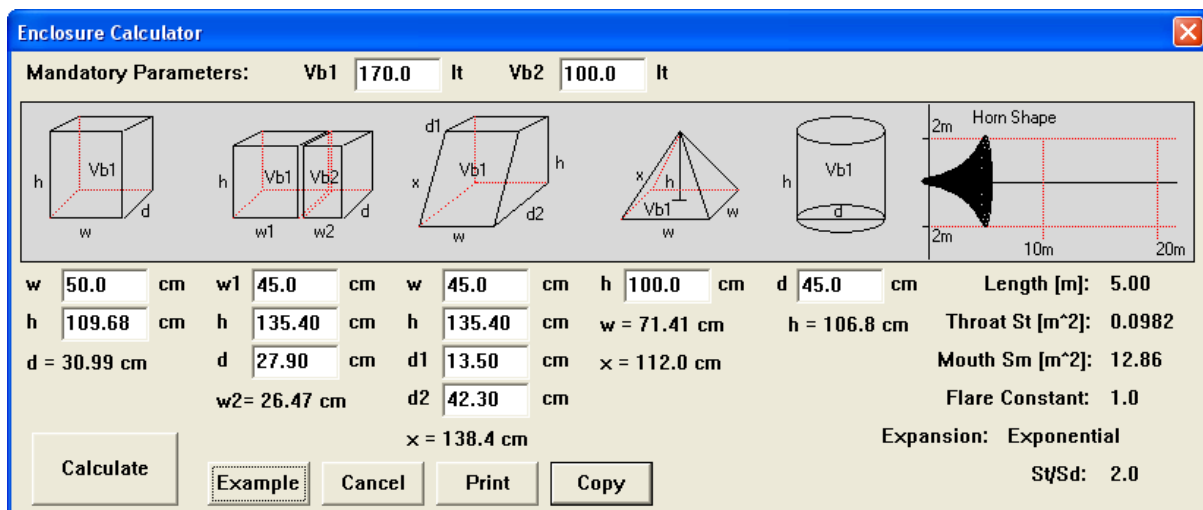 Enclosure Calculator
Mandatory Parameters: Vb1 170.0 lt Vb2 100.0 lt
h Vb1 d w
h Vb1 Vb2 d w1 w2
d1 Vb1 h x d2 w
x h Vb1 w w
Vb1 h d
Horn Shape
2m
2m
10m 20m
w 50.0 cm w1 45.0 cm w 45.0 cm h 100.0 cm d 45.0 cm Length [m]: 5.00
h 109.68 cm h 135.40 cm h 135.40 cm w = 71.41 cm h = 106.8 cm Throat St [m^2]: 0.0982
d = 30.99 cm d 27.90 cm d1 13.50 cm x = 112.0 cm Mouth Sm [m^2]: 12.86
w2= 26.47 cm d2 42.30 cm Flare Constant: 1.0
x = 138.4 cm Expansion: Exponential
Calculate Example Cancel Print Copy St/Sd: 2.0